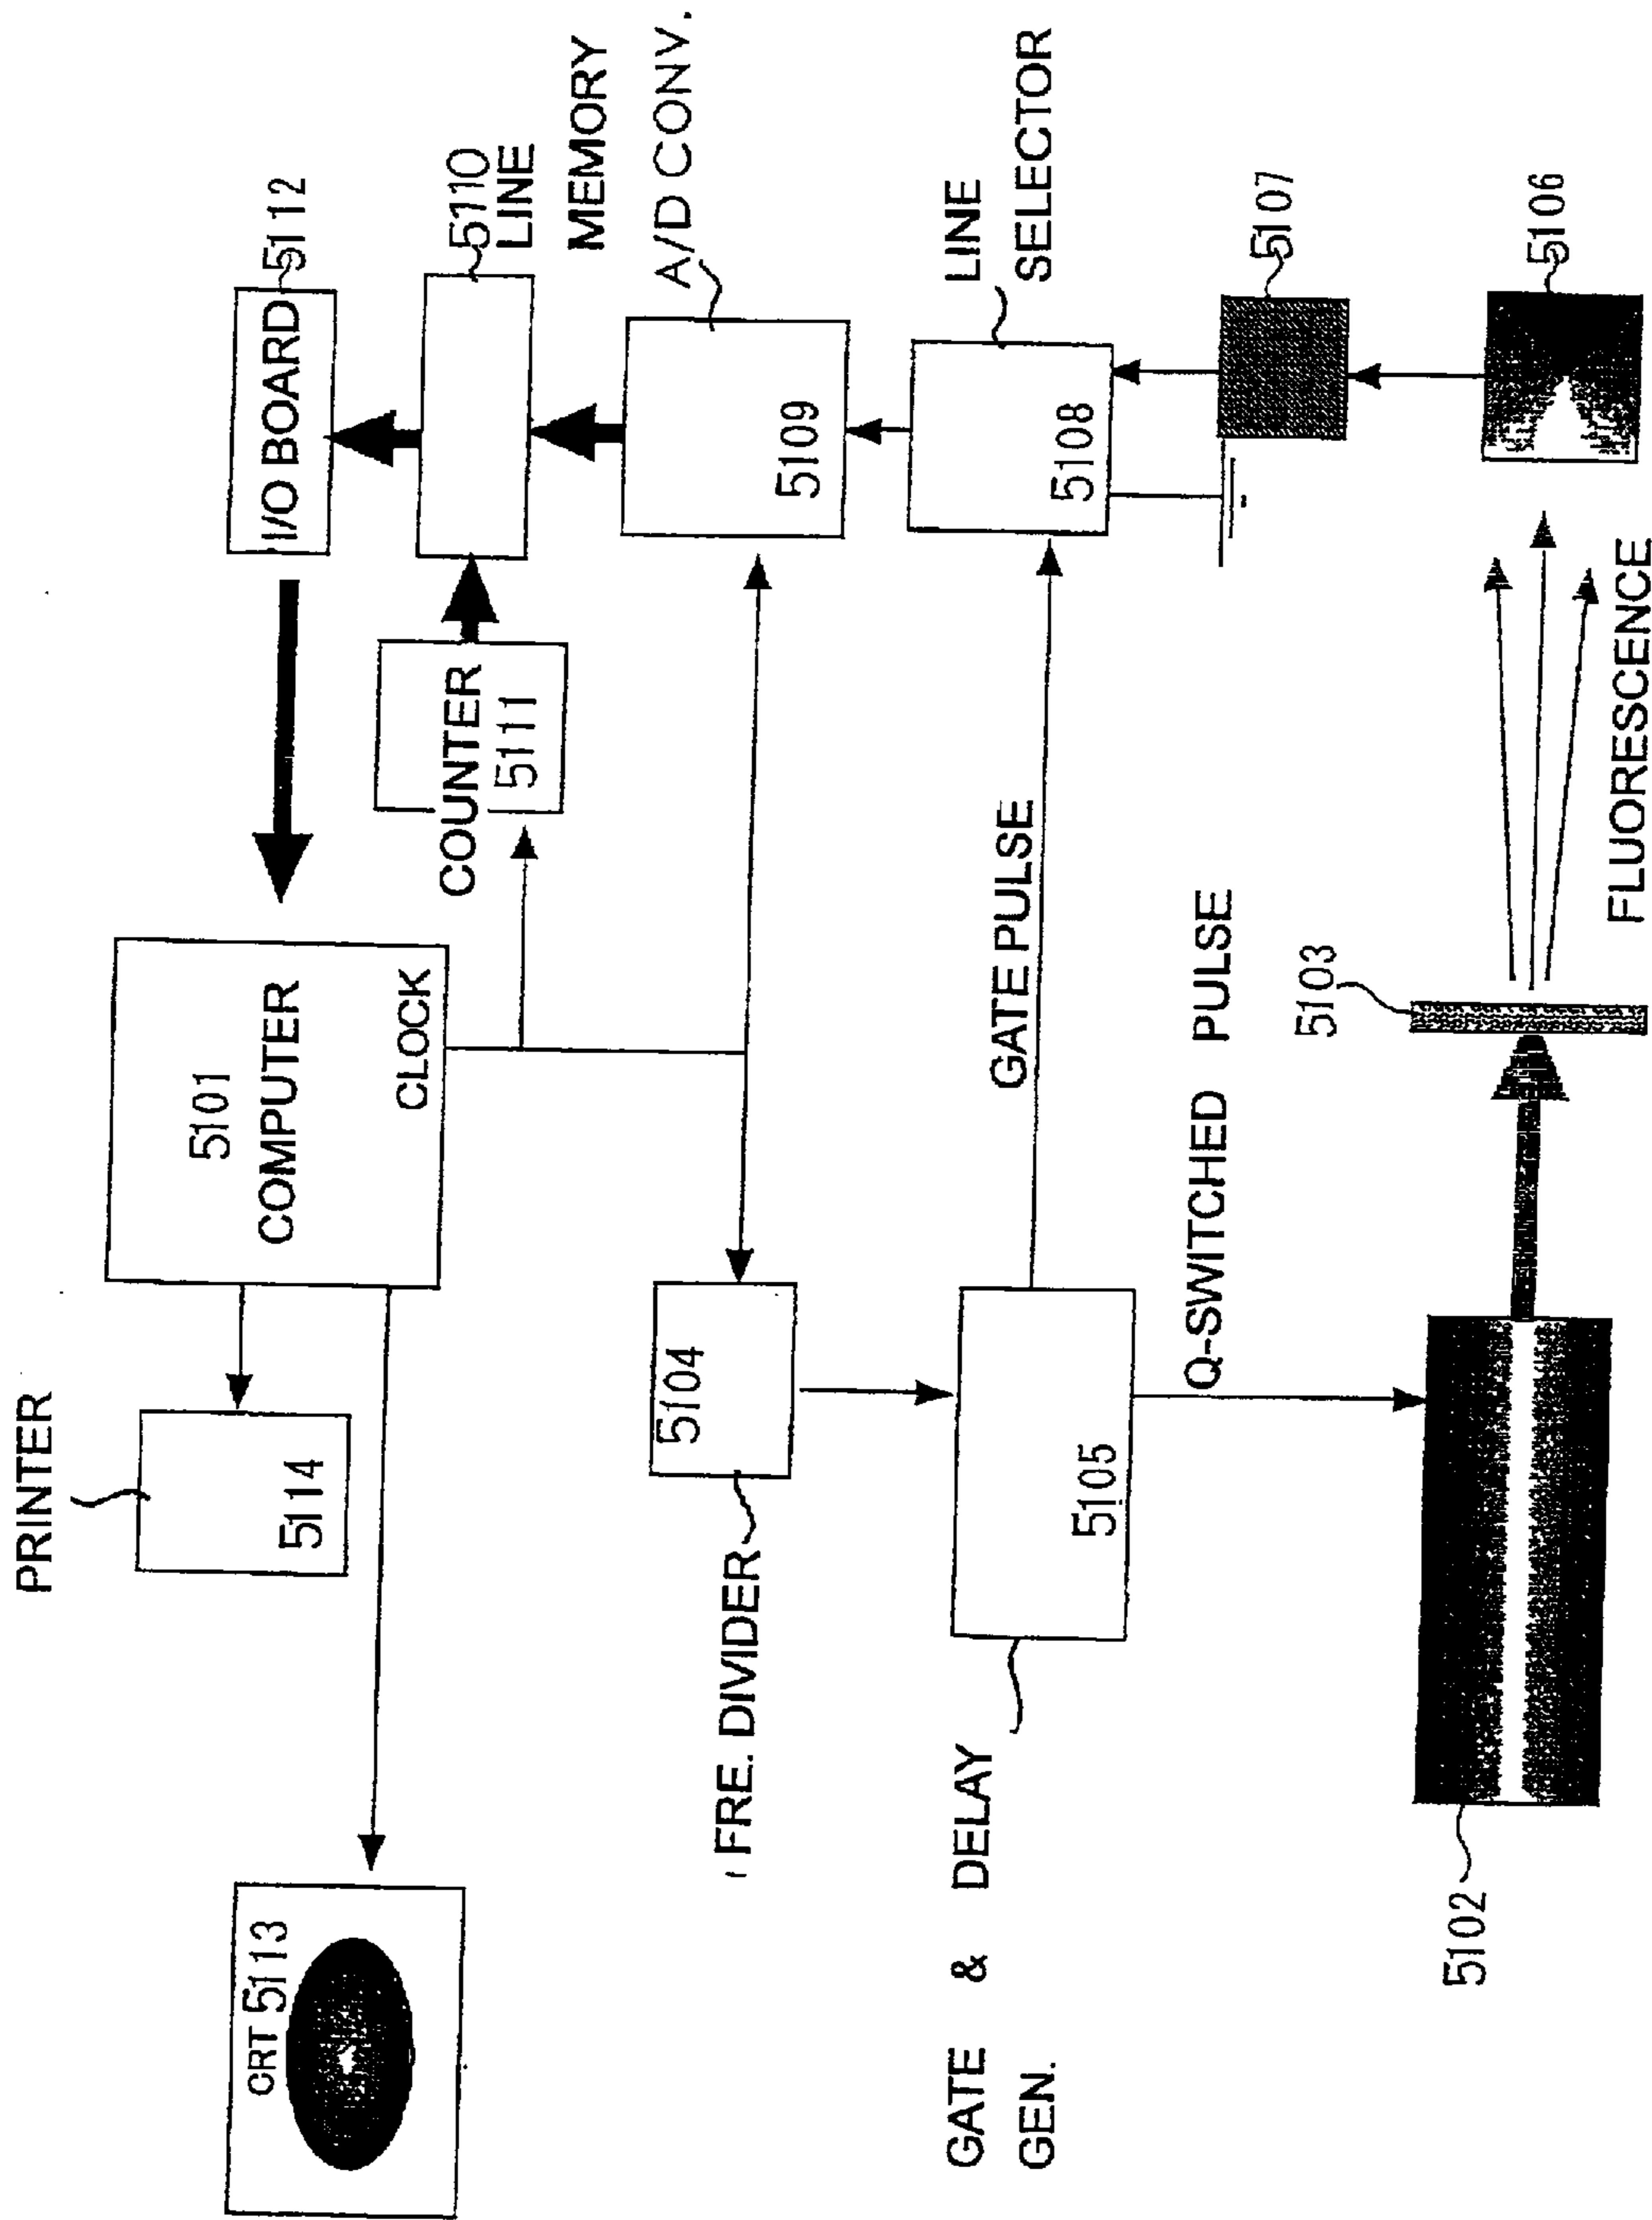 PRINTER
5114
CRT 5113
5101
COMPUTER
CLOCK
I/O BOARD
5112
COUNTER
5111
5110
LINE
MEMORY
A/D CONV.
5109
FRE. DIVIDER
5104
GATE & DELAY
GEN.
5105
GATE PULSE
LINE
SELECTOR
5108
Q-SWITCHED PULSE
5107
5102
5103
FLUORESCENCE
5106